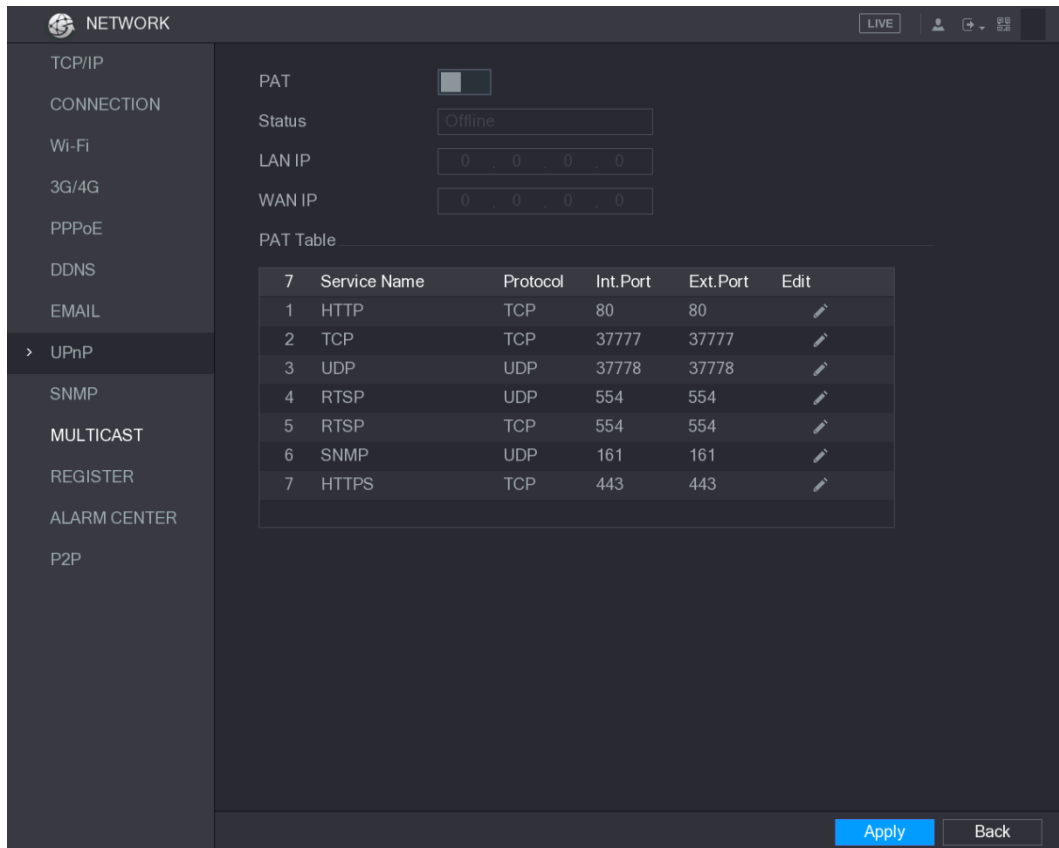 NETWORK
LIVE
TCP/IP
CONNECTION
Wi-Fi
3G/4G
PPPoE
DDNS
EMAIL
> UPnP
SNMP
MULTICAST
REGISTER
ALARM CENTER
P2P
PAT
Status Offline
LAN IP 0 . 0 . 0 . 0
WAN IP 0 . 0 . 0 . 0
PAT Table
7 Service Name Protocol Int.Port Ext.Port Edit
1 HTTP TCP 80 80
2 TCP TCP 37777 37777
3 UDP UDP 37778 37778
4 RTSP UDP 554 554
5 RTSP TCP 554 554
6 SNMP UDP 161 161
7 HTTPS TCP 443 443
Apply Back